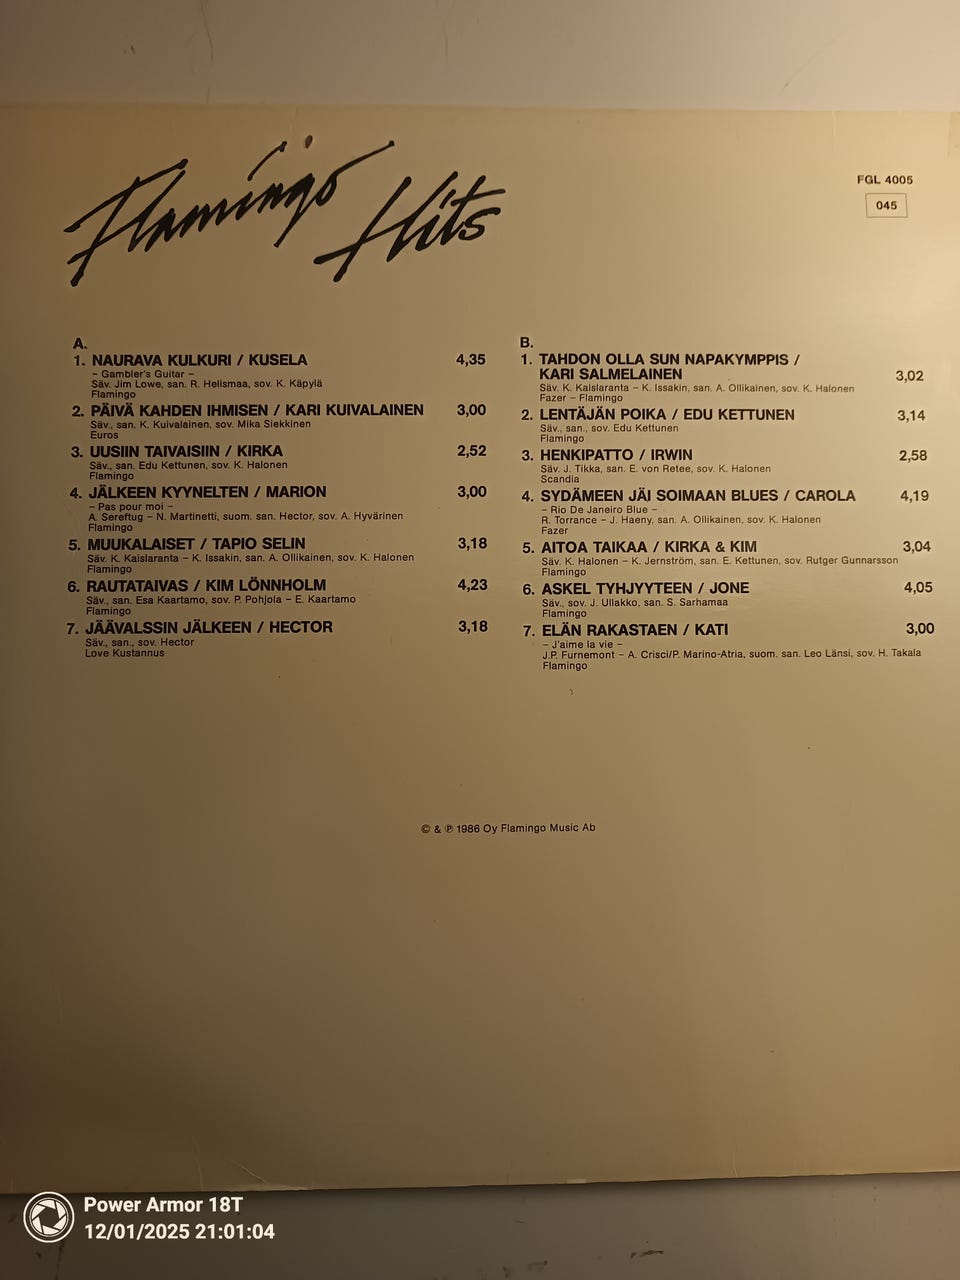 Flamingo Hits
FGL 4005
045
A.
1. NAURAVA KULKURI / KUSELA 4,35
– Gambler's Guitar –
Säv. Jim Lowe, san. R. Helismaa, sov. K. Käpylä
Flamingo
2. PÄIVÄ KAHDEN IHMISEN / KARI KUIVALAINEN 3,00
Säv., san. K. Kuivalainen, sov. Mika Siekkinen
Euros
3. UUSIIN TAIVAISIIN / KIRKA 2,52
Säv., san. Edu Kettunen, sov. K. Halonen
Flamingo
4. JÄLKEEN KYYNELTEN / MARION 3,00
– Pas pour moi –
A. Sereftug – N. Martinetti, suom. san. Hector, sov. A. Hyvärinen
Flamingo
5. MUUKALAISET / TAPIO SELIN 3,18
Säv. K. Kaislaranta – K. Issakin, san. A. Ollikainen, sov. K. Halonen
Flamingo
6. RAUTATAIVAS / KIM LÖNNHOLM 4,23
Säv., san. Esa Kaartamo, sov. P. Pohjola – E. Kaartamo
Flamingo
7. JÄÄVALSSIN JÄLKEEN / HECTOR 3,18
Säv., san., sov. Hector
Love Kustannus
B.
1. TAHDON OLLA SUN NAPAKYMPPIS /
KARI SALMELAINEN 3,02
Säv. K. Kaislaranta – K. Issakin, san. A. Ollikainen, sov. K. Halonen
Fazer – Flamingo
2. LENTÄJÄN POIKA / EDU KETTUNEN 3,14
Säv., san., sov. Edu Kettunen
Flamingo
3. HENKIPATTO / IRWIN 2,58
Säv. J. Tikka, san. E. von Retee, sov. K. Halonen
Scandia
4. SYDÄMEEN JÄI SOIMAAN BLUES / CAROLA 4,19
– Rio De Janeiro Blue –
R. Torrance – J. Haeny, san. A. Ollikainen, sov. K. Halonen
Fazer
5. AITOA TAIKAA / KIRKA & KIM 3,04
Säv. K. Halonen – K. Jernström, san. E. Kettunen, sov. Rutger Gunnarsson
Flamingo
6. ASKEL TYHJYYTEEN / JONE 4,05
Säv., sov. J. Ullakko, san. S. Sarhamaa
Flamingo
7. ELÄN RAKASTAEN / KATI 3,00
– J'aime la vie –
J.P. Furnemont – A. Crisci/P. Marino-Atria, suom. san. Leo Länsi, sov. H. Takala
Flamingo
© & ℗ 1986 Oy Flamingo Music Ab
Power Armor 18T
12/01/2025 21:01:04